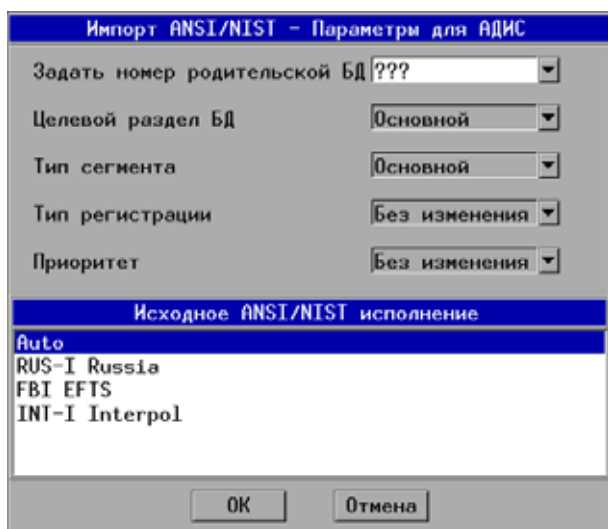 Импорт ANSI/NIST - Параметры для АДИС
Задать номер родительской БД ???
Целевой раздел БД Основной
Тип сегмента Основной
Тип регистрации Без изменения
Приоритет Без изменения
Исходное ANSI/NIST исполнение
Auto
RUS-I Russia
FBI EFTS
INT-I Interpol
OK Отмена